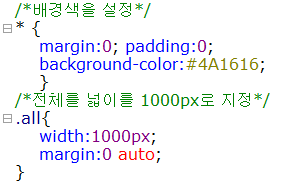 /*배경색을 설정*/
* {
margin:0; padding:0;
background-color:#4A1616;
}
/*전체를 넓이를 1000px로 지정*/
.all{
width:1000px;
margin:0 auto;